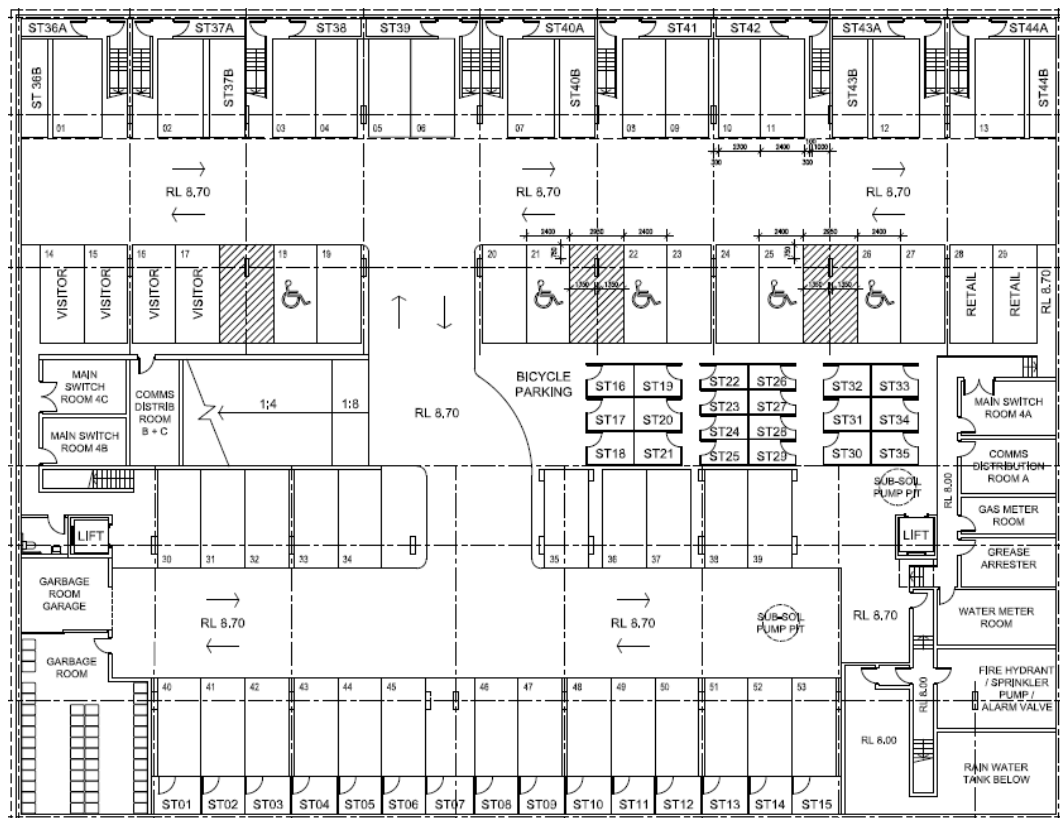 ST36A ST37A ST38 ST39 ST40A ST41 ST42 ST43A ST44A
ST 36B ST37B ST40B ST43B ST44B
01 02 03 04 05 06 07 08 09 10 11 12 13
2400
RL 8.70 RL 8.70 RL 8.70
2400 2400 2400 2400
14 15 16 17 18 19 20 21 22 23 24 25 26 27 28 29
VISITOR VISITOR VISITOR VISITOR RETAIL RETAIL RL 8.70
MAIN
SWITCH
ROOM 4C
MAIN SWITCH
ROOM 4B
COMMS
DISTRIB
ROOM
B + C
1:4 1:8
RL 8.70
BICYCLE
PARKING
ST16 ST19 ST22 ST26 ST32 ST33
ST17 ST20 ST23 ST27 ST31 ST34
ST24 ST28
ST18 ST21 ST25 ST29 ST30 ST35
MAIN SWITCH
ROOM 4A
COMMS
DISTRIBUTION
ROOM A
SUB-SOIL
PUMP PIT
RL 8.00
GAS METER
ROOM
LIFT LIFT
30 31 32 33 34 35 36 37 38 39
GREASE
ARRESTER
GARBAGE
ROOM
GARAGE
RL 8.70 RL 8.70
SUB-SOIL
PUMP PIT
RL 8.70
WATER METER
ROOM
GARBAGE
ROOM
40 41 42 43 44 45 46 47 48 49 50 51 52 53
FIRE HYDRANT
/ SPRINKLER
PUMP /
ALARM VALVE
RL 8.00
RL 8.00
RAIN WATER
TANK BELOW
ST01 ST02 ST03 ST04 ST05 ST06 ST07 ST08 ST09 ST10 ST11 ST12 ST13 ST14 ST15